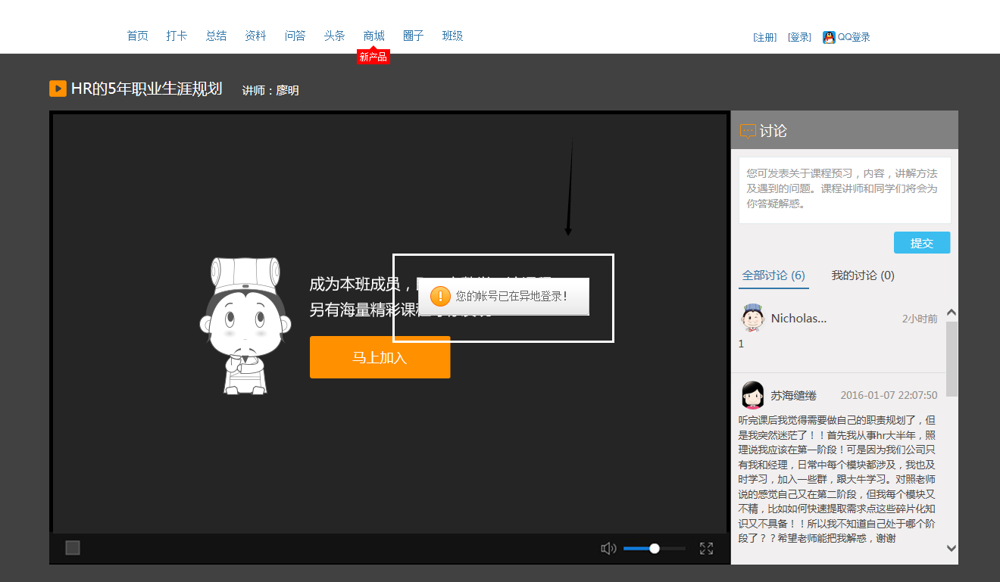 首页 打卡 总结 资料 问答 头条 商城 圈子 班级
[注册] [登录] QQ登录
新产品
HR的5年职业生涯规划 讲师：廖明
成为本班成员，
另有海量精彩课
您的帐号已在异地登录！
马上加入
讨论
您可发表关于课程预习，内容，讲解方法
及遇到的问题。课程讲师和同学们将会为
你答疑解惑。
提交
全部讨论 (6) 我的讨论 (0)
Nicholas... 2小时前
1
苏海缱绻 2016-01-07 22:07:50
听完课后我觉得需要做自己的职责规划了，但
是我突然迷茫了！！首先我从事hr大半年，照
理说我应该在第一阶段！可是因为我们公司只
有我和经理，日常中每个模块都涉及，我也及
时学习，加入一些群，跟大牛学习。对照老师
说的感觉自己又在第二阶段，但我每个模块又
不精，比如如何快速提取需求点这些碎片化知
识又不具备！！所以我不知道自己处于哪个阶
段了？？希望老师能把我解惑，谢谢